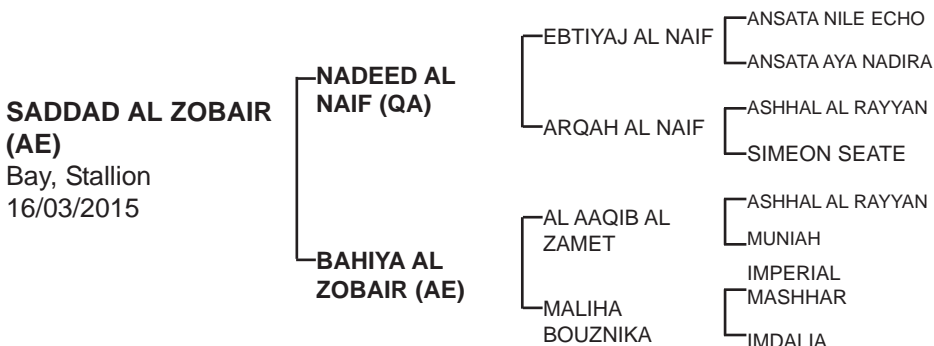 SADDAD AL ZOBAIR
(AE)
Bay, Stallion
16/03/2015
NADEED AL
NAIF (QA)
BAHIYA AL
ZOBAIR (AE)
EBTIYAJ AL NAIF
ARQAH AL NAIF
AL AAQIB AL
ZAMET
MALIHA
BOUZNIKA
ANSATA NILE ECHO
ANSATA AYA NADIRA
ASHHAL AL RAYYAN
SIMEON SEATE
ASHHAL AL RAYYAN
MUNIAH
IMPERIAL
MASHHAR
IMDALIA